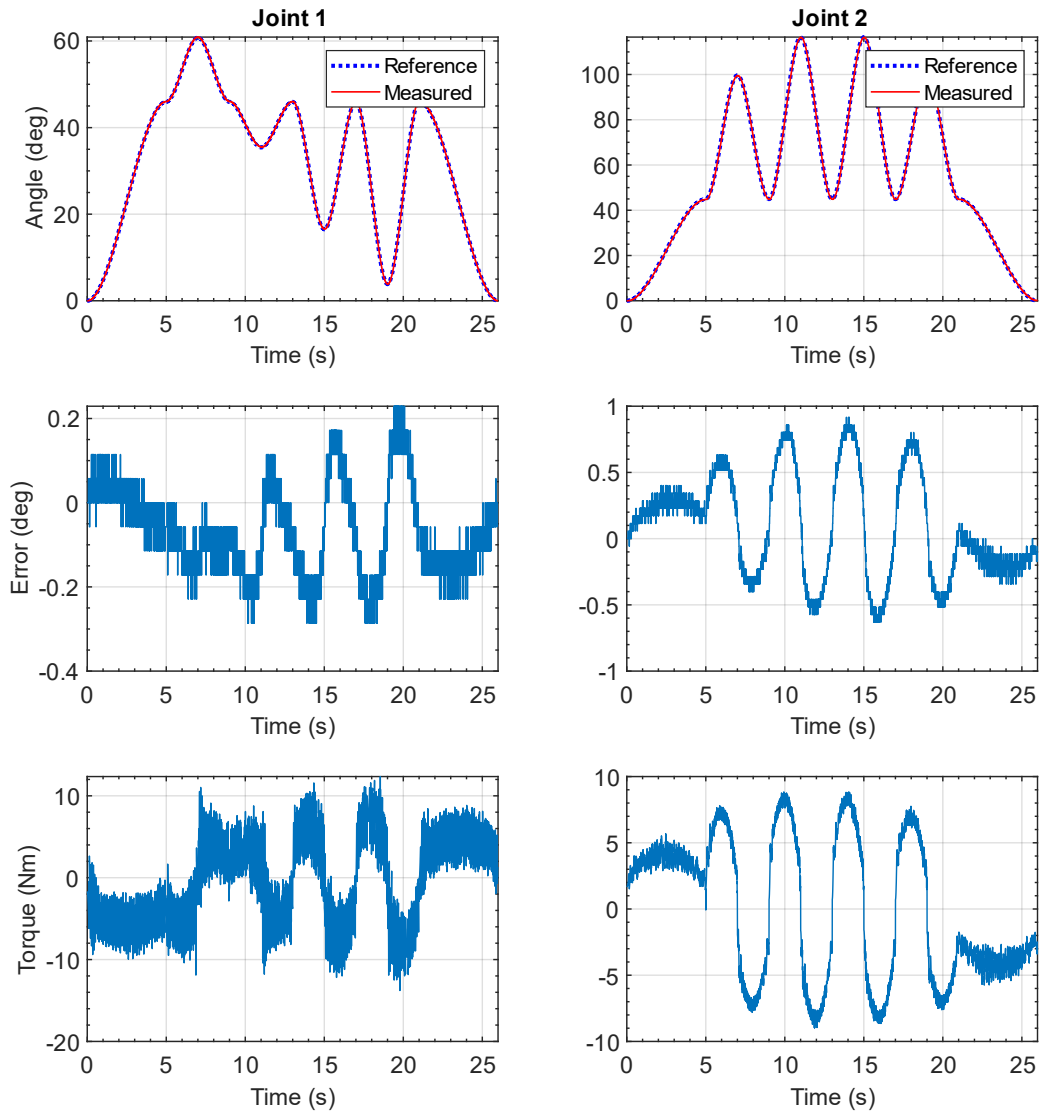 Joint 1
Joint 2
60
40
20
0
Angle (deg)
Reference
Measured
0 5 10 15 20 25
Time (s)
100
80
60
40
20
0
Reference
Measured
0 5 10 15 20 25
Time (s)
0.2
0
-0.2
-0.4
Error (deg)
0 5 10 15 20 25
Time (s)
1
0.5
0
-0.5
-1
0 5 10 15 20 25
Time (s)
10
0
-10
-20
Torque (Nm)
0 5 10 15 20 25
Time (s)
10
5
0
-5
-10
0 5 10 15 20 25
Time (s)